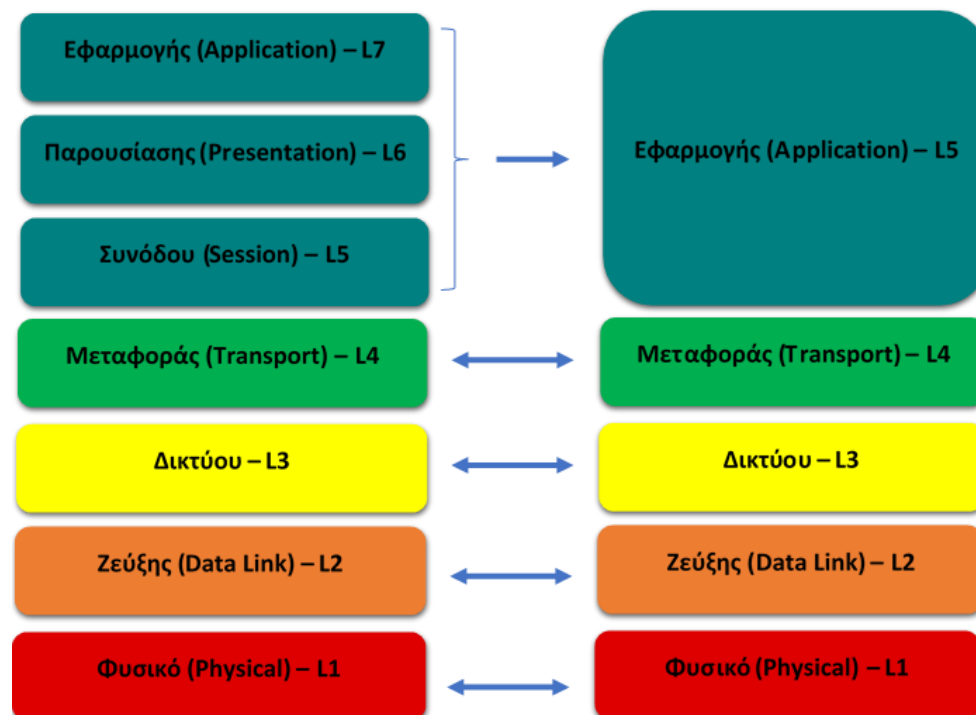 Εφαρμογής (Application) – L7
Παρουσίασης (Presentation) – L6
Συνόδου (Session) – L5
Μεταφοράς (Transport) – L4
Δικτύου – L3
Ζεύξης (Data Link) – L2
Φυσικό (Physical) – L1
Εφαρμογής (Application) – L5
Μεταφοράς (Transport) – L4
Δικτύου – L3
Ζεύξης (Data Link) – L2
Φυσικό (Physical) – L1